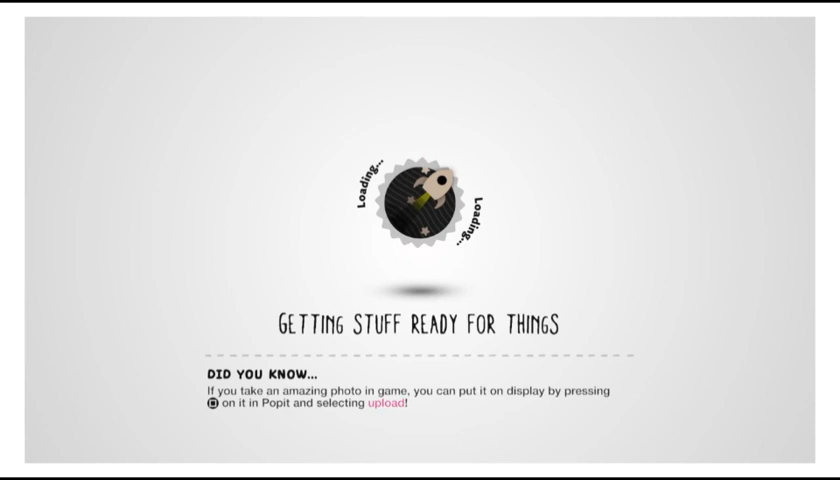 Loading...
Loading...
GETTING STUFF READY FOR THINGS
DID YOU KNOW...
If you take an amazing photo in game, you can put it on display by pressing
on it in Popit and selecting upload!